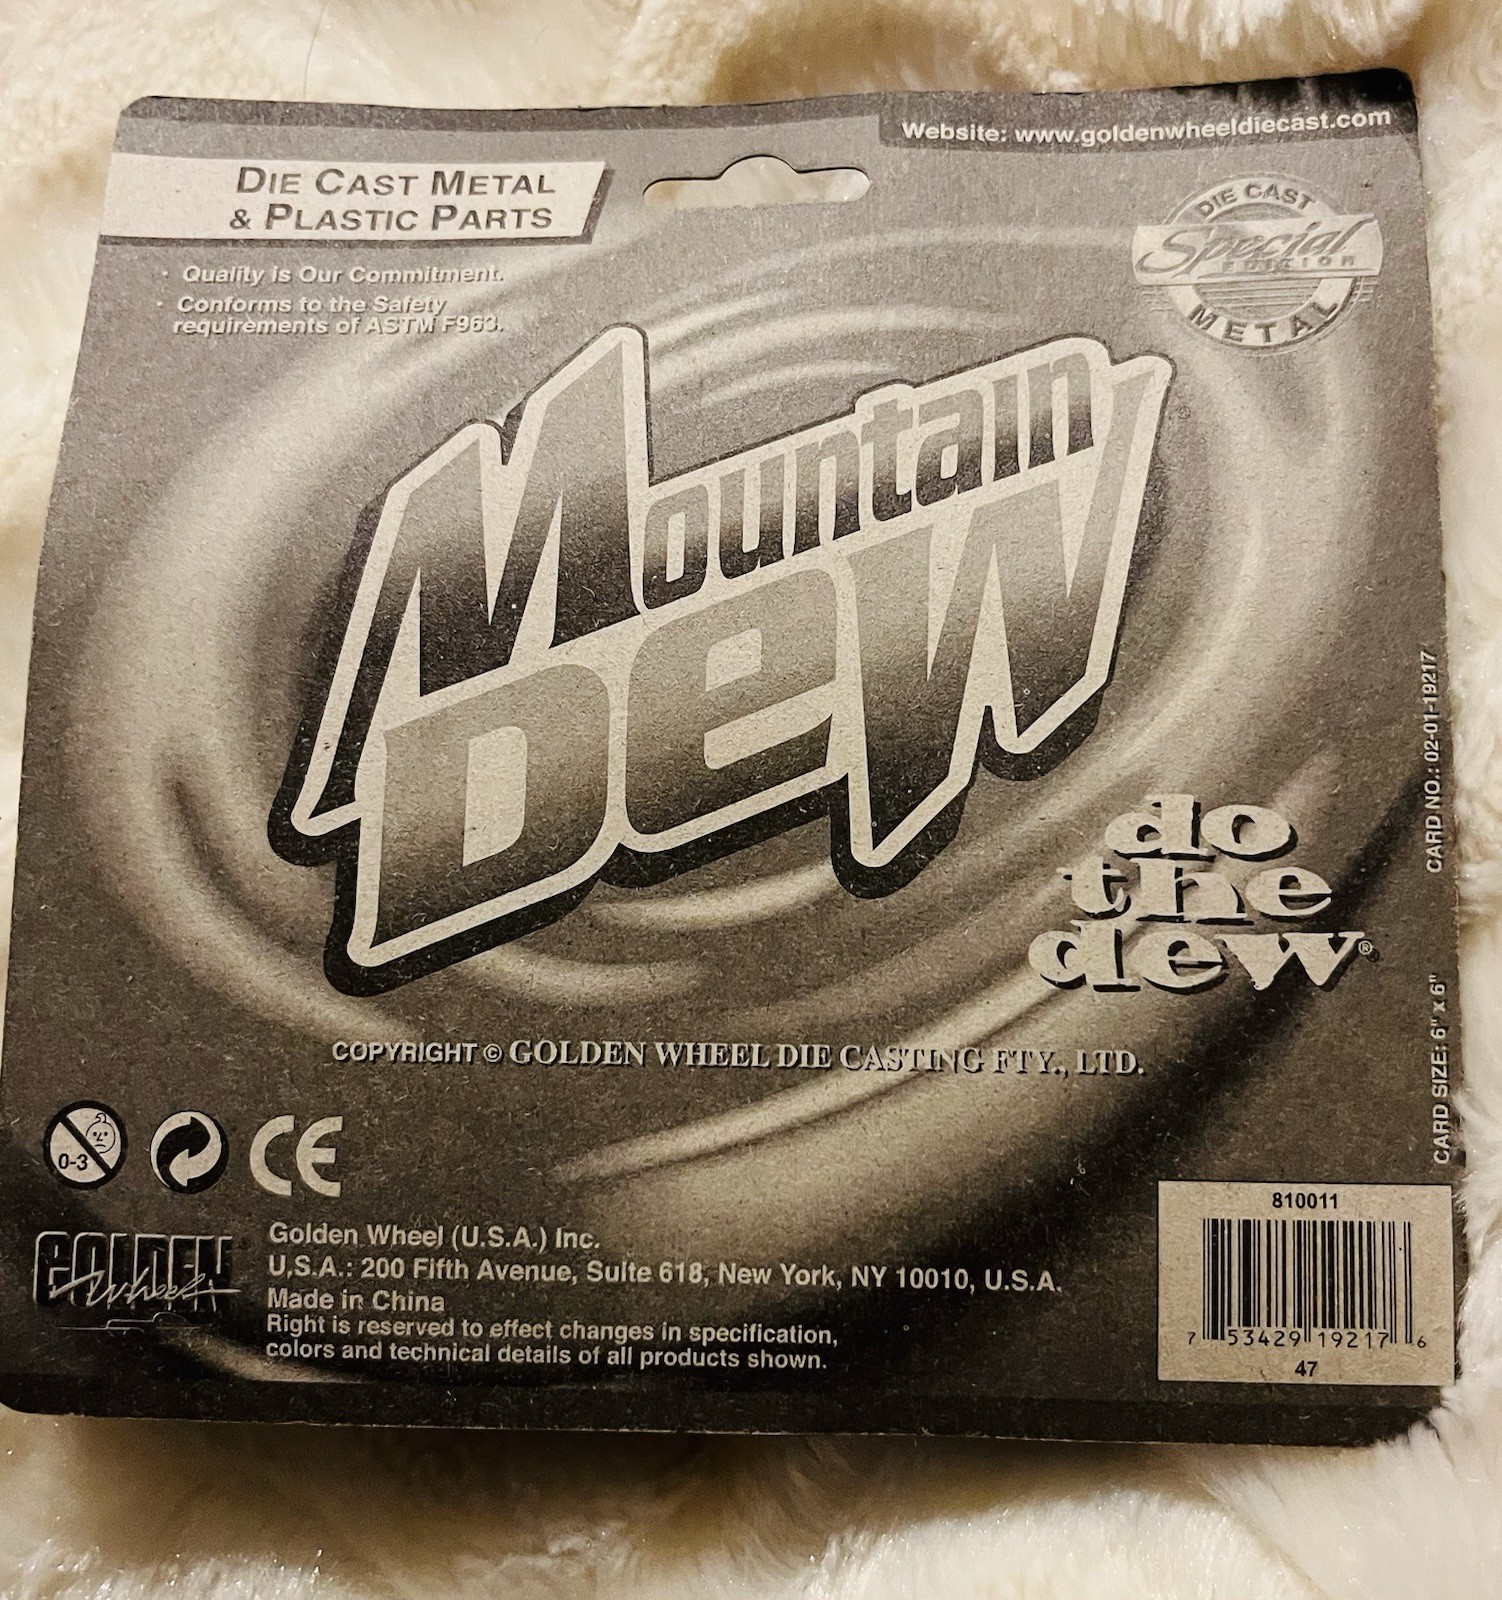 Website: www.goldenwheeldiecast.com
DIE CAST METAL
& PLASTIC PARTS
• Quality is Our Commitment.
• Conforms to the Safety
requirements of ASTM F963.
DIE CAST
Special
EDITION
METAL
Mountain
Dew
do
the
dew®
CARD NO.: 02-01-19217
CARD SIZE: 6" x 6"
COPYRIGHT © GOLDEN WHEEL DIE CASTING FTY., LTD.
0-3
CE
GOLDEN
Wheel
Golden Wheel (U.S.A.) Inc.
U.S.A.: 200 Fifth Avenue, Suite 618, New York, NY 10010, U.S.A.
Made in China
Right is reserved to effect changes in specification,
colors and technical details of all products shown.
810011
7 53429 19217 6
47